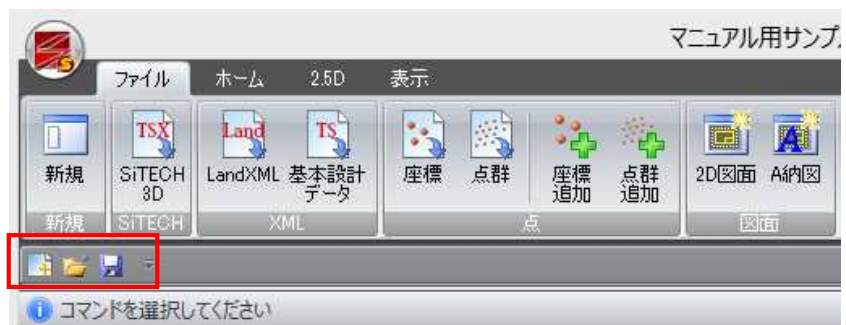 マニュアル用サンプ
S
ファイル ホーム 2.5D 表示
TSX Land TS A
新規 SiTECH 3D LandXML 基本設計データ 座標 点群 座標追加 点群追加 2D図面 A納図
新規 SiTECH XML 点 図面
コマンドを選択してください